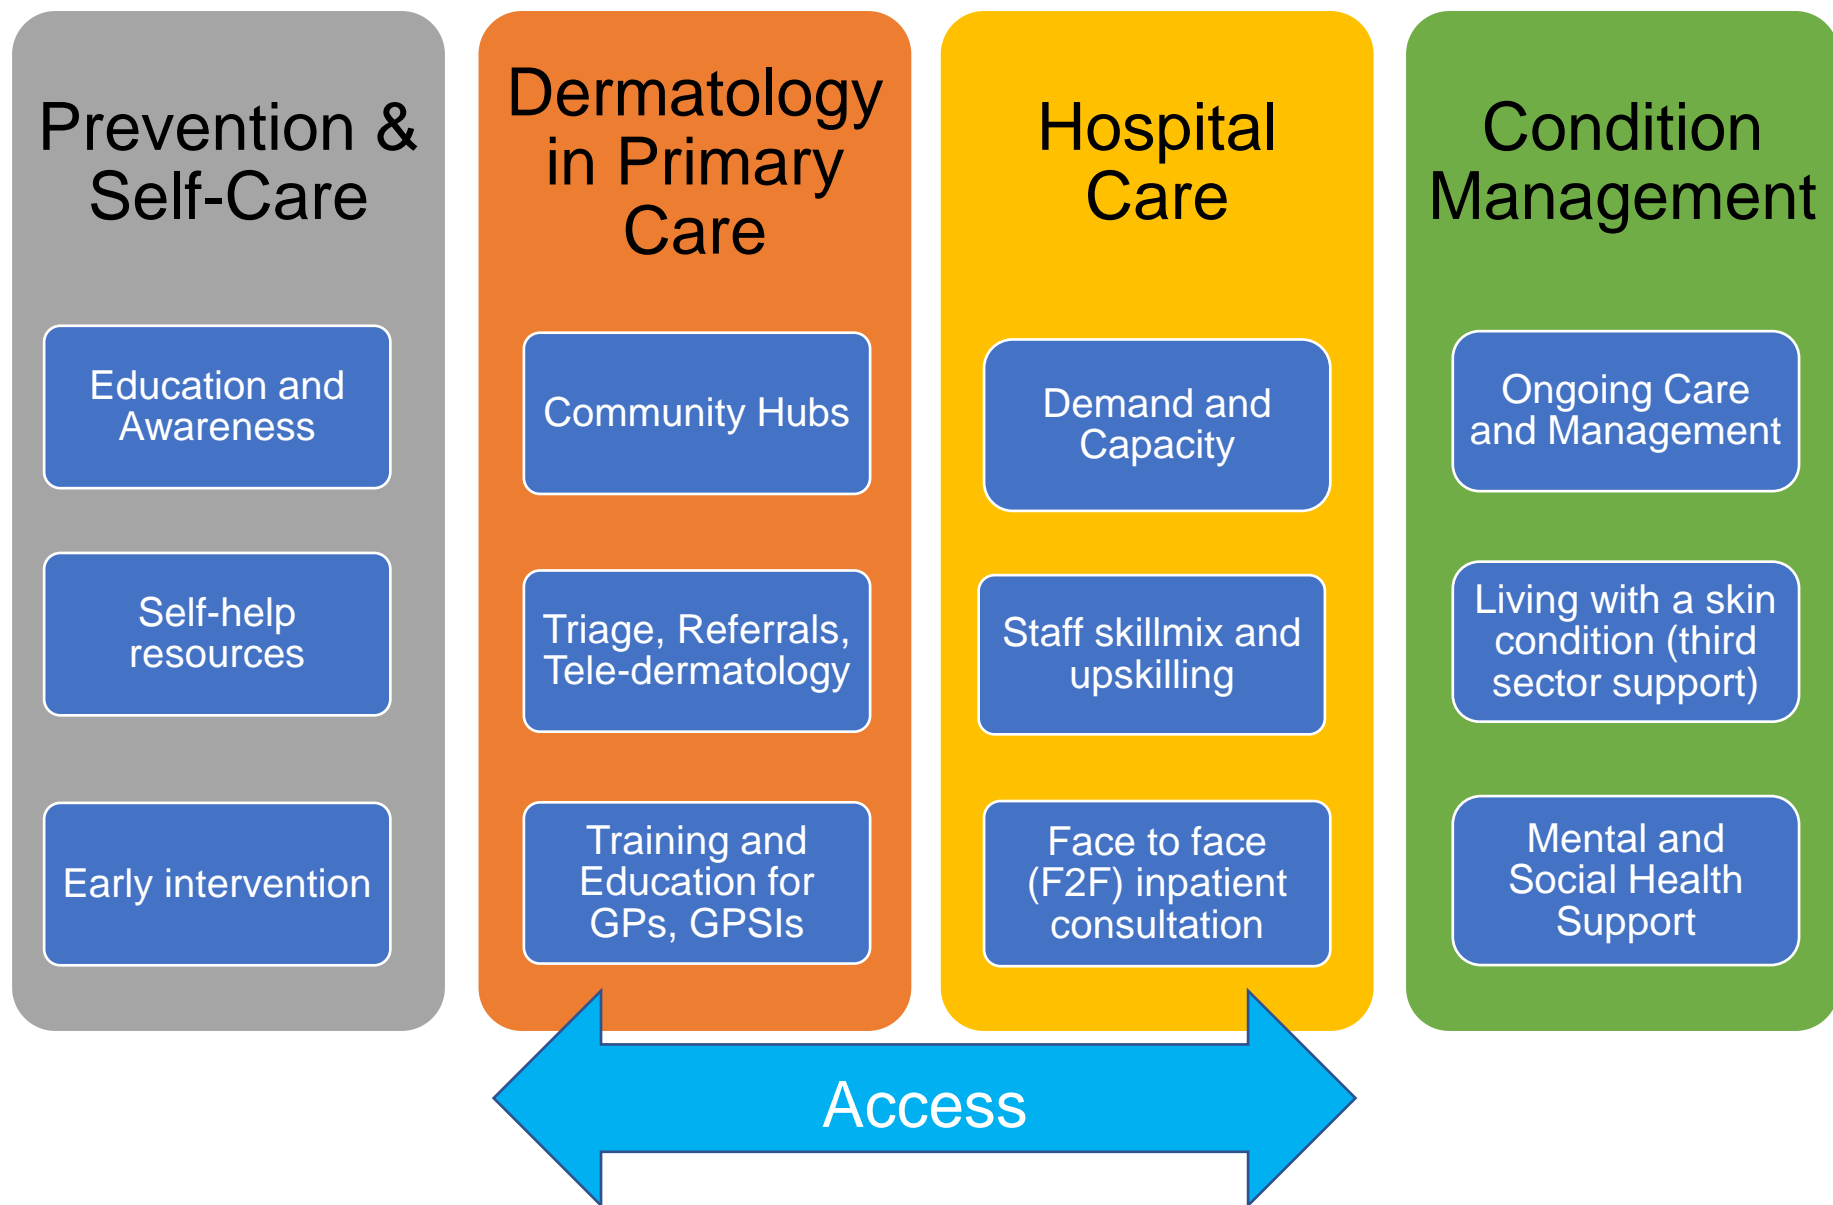 Prevention &
Self-Care
Education and
Awareness
Self-help
resources
Early intervention
Dermatology
in Primary
Care
Community Hubs
Triage, Referrals,
Tele-dermatology
Training and
Education for
GPs, GPSIs
Hospital
Care
Demand and
Capacity
Staff skillmix and
upskilling
Face to face
(F2F) inpatient
consultation
Condition
Management
Ongoing Care
and Management
Living with a skin
condition (third
sector support)
Mental and
Social Health
Support
Access